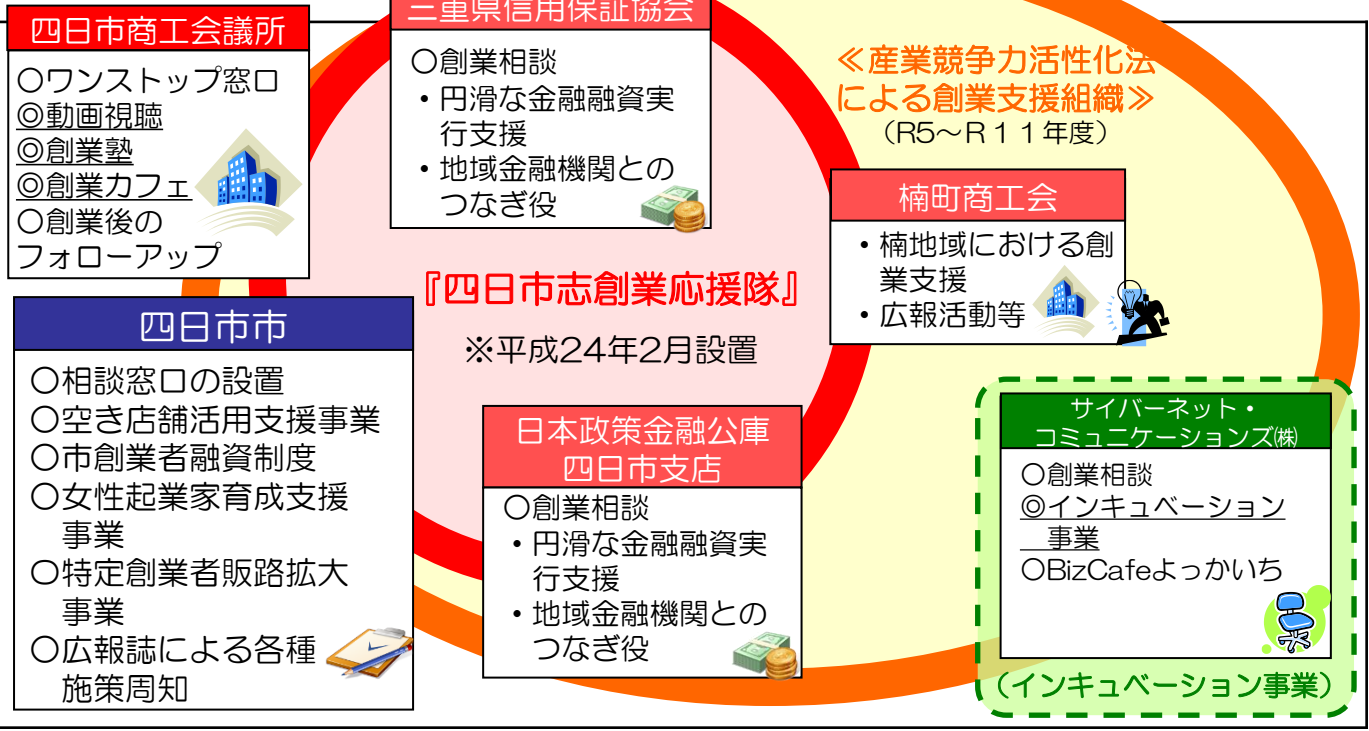 四日市商工会議所
〇ワンストップ窓口
◎動画視聴
◎創業塾
◎創業カフェ
〇創業後の
フォローアップ
三重県信用保証協会
〇創業相談
・円滑な金融融資実
行支援
・地域金融機関との
つなぎ役
≪産業競争力活性化法
による創業支援組織≫
（R5～R１１年度）
楠町商工会
・楠地域における創
業支援
・広報活動等
『四日市志創業応援隊』
※平成24年2月設置
四日市市
〇相談窓口の設置
〇空き店舗活用支援事業
〇市創業者融資制度
〇女性起業家育成支援
事業
〇特定創業者販路拡大
事業
〇広報誌による各種
施策周知
日本政策金融公庫
四日市支店
〇創業相談
・円滑な金融融資実
行支援
・地域金融機関との
つなぎ役
サイバーネット・
コミュニケーションズ㈱
〇創業相談
◎インキュベーション
事業
〇BizCafeよっかいち
（インキュベーション事業）